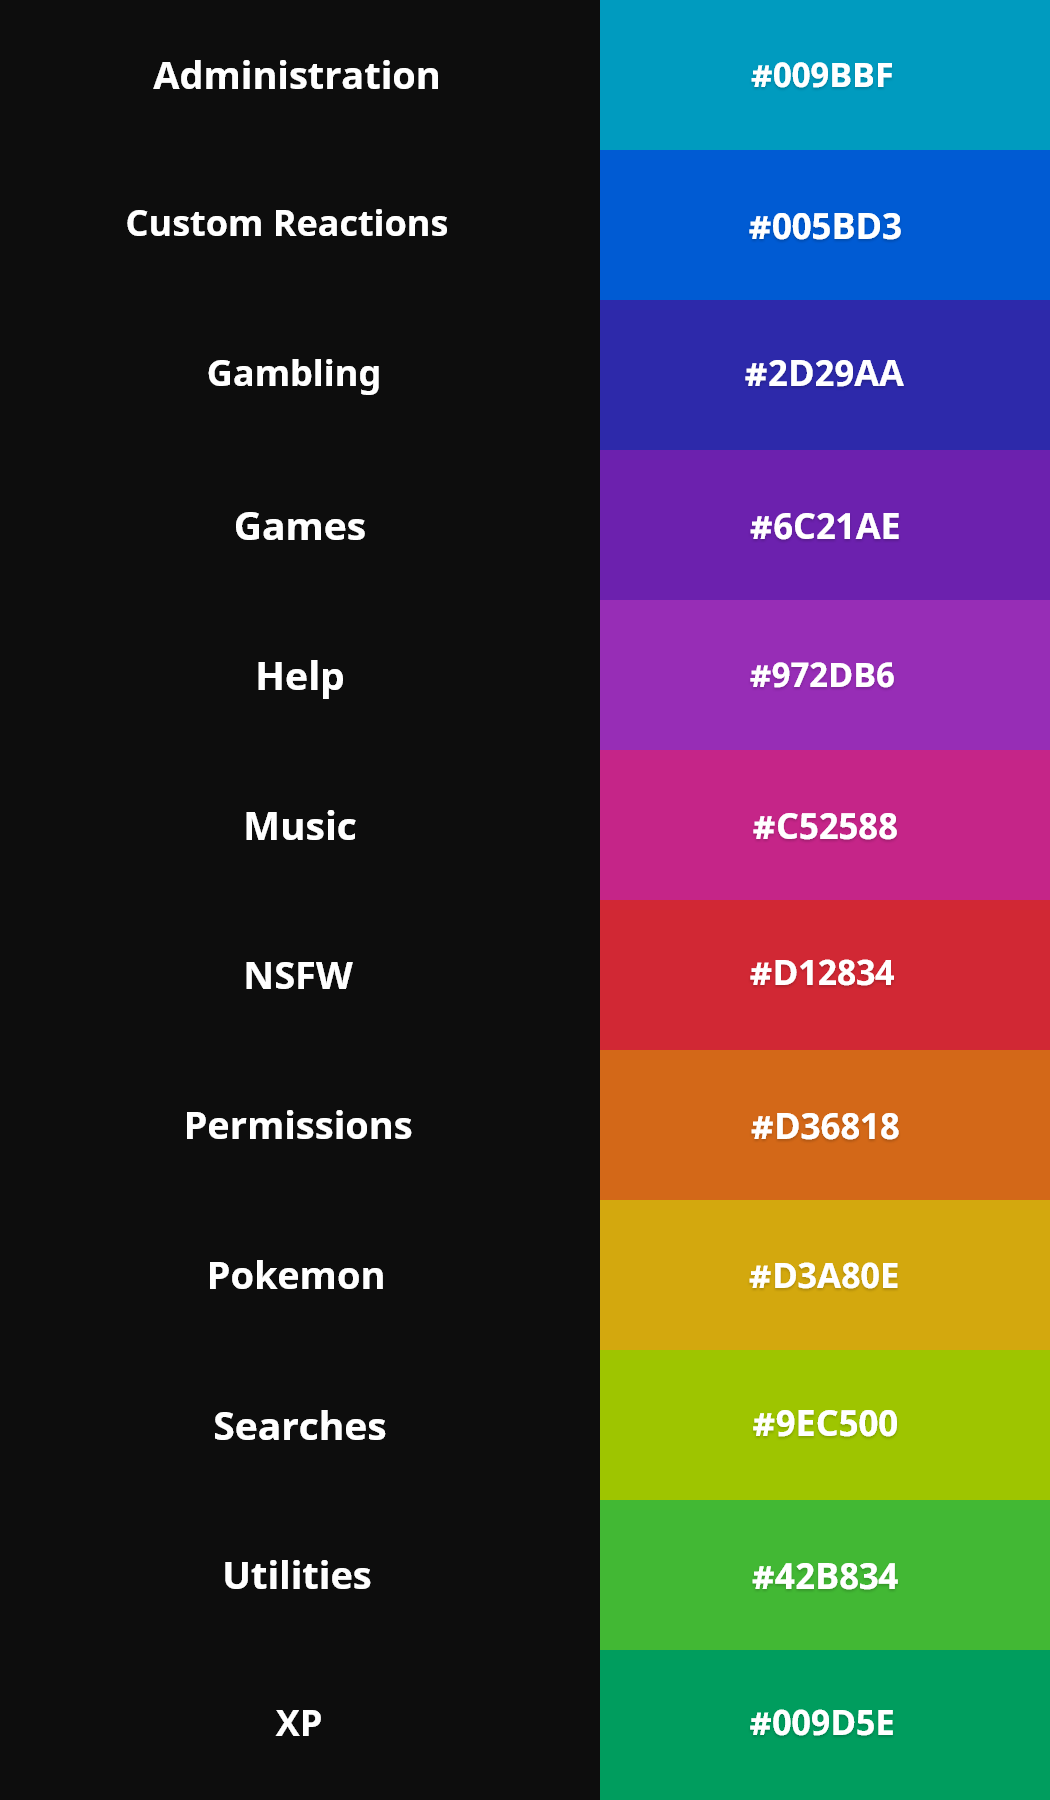 Administration #009BBF
Custom Reactions #005BD3
Gambling #2D29AA
Games #6C21AE
Help #972DB6
Music #C52588
NSFW #D12834
Permissions #D36818
Pokemon #D3A80E
Searches #9EC500
Utilities #42B834
XP #009D5E